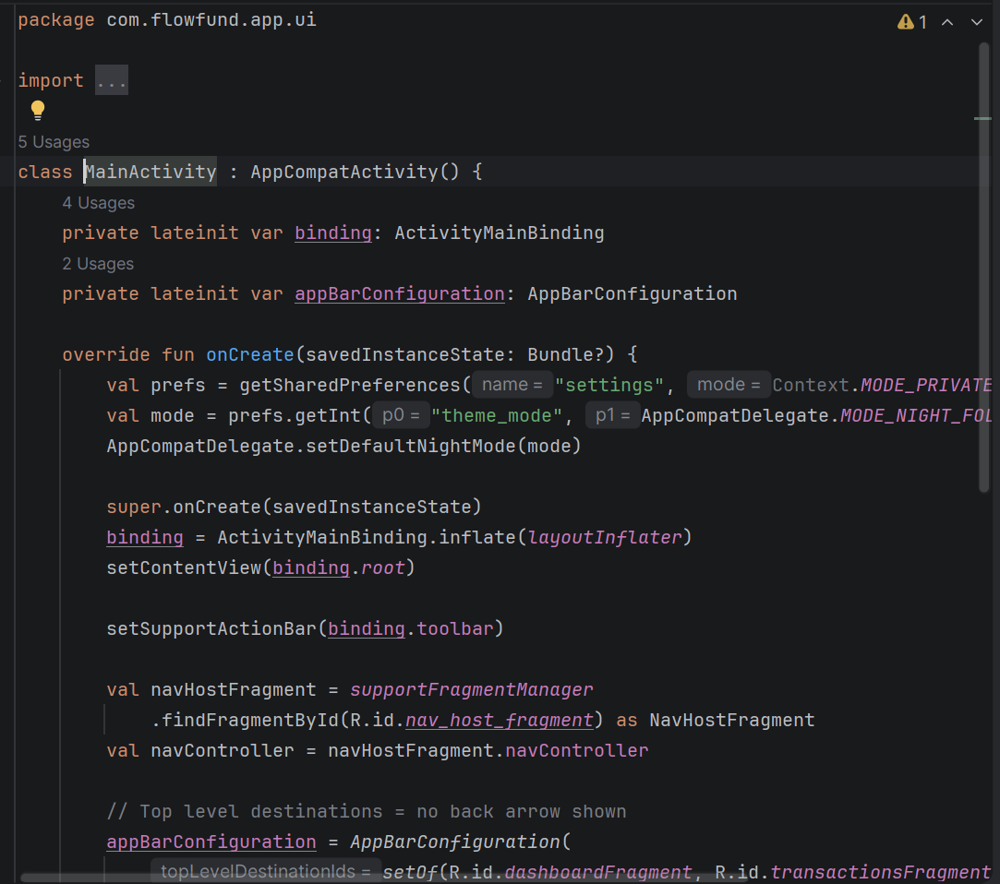 package com.flowfund.app.ui
1
import ...
5 Usages
class MainActivity : AppCompatActivity() {
4 Usages
private lateinit var binding: ActivityMainBinding
2 Usages
private lateinit var appBarConfiguration: AppBarConfiguration
override fun onCreate(savedInstanceState: Bundle?) {
val prefs = getSharedPreferences( name = "settings", mode = Context.MODE_PRIVATE
val mode = prefs.getInt( p0 = "theme_mode", p1 = AppCompatDelegate.MODE_NIGHT_FOL
AppCompatDelegate.setDefaultNightMode(mode)
super.onCreate(savedInstanceState)
binding = ActivityMainBinding.inflate(layoutInflater)
setContentView(binding.root)
setSupportActionBar(binding.toolbar)
val navHostFragment = supportFragmentManager
.findFragmentById(R.id.nav_host_fragment) as NavHostFragment
val navController = navHostFragment.navController
// Top level destinations = no back arrow shown
appBarConfiguration = AppBarConfiguration(
topLevelDestinationIds = setOf(R.id.dashboardFragment, R.id.transactionsFragment